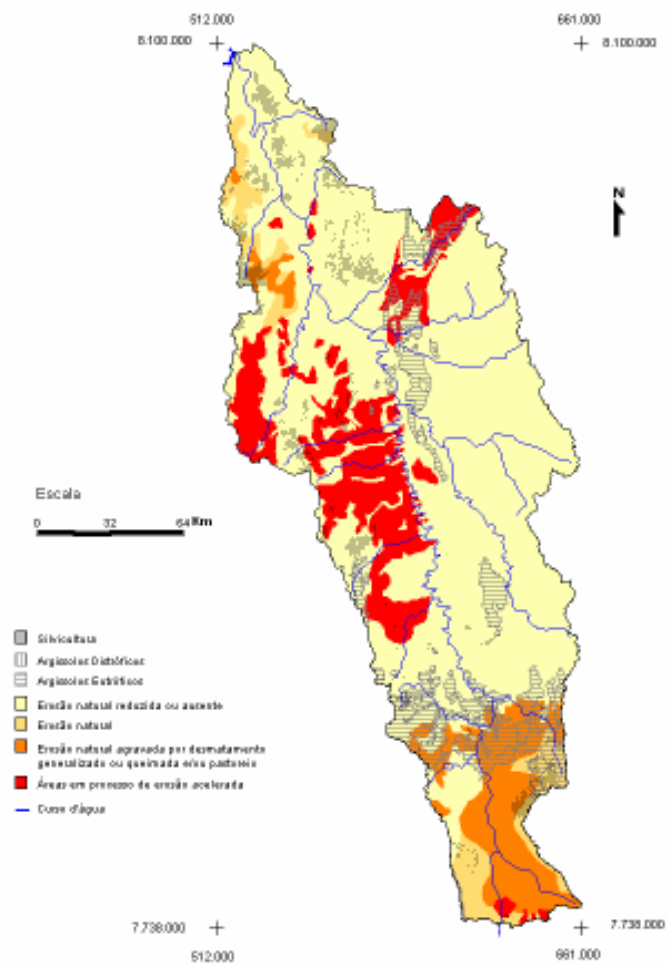 512.000 661.000
8.100.000 8.100.000
N
Escala
0 32 64 Km
Silvicultura
Argissolos Distróficos
Argissolos Eutróficos
Erosão natural reduzida ou ausente
Erosão natural
Erosão natural agravada por desmatamento
generalizado ou queimada e/ou pastoreio
Áreas em processo de erosão acelerada
Curso d'água
7.738.000 7.738.000
512.000 661.000